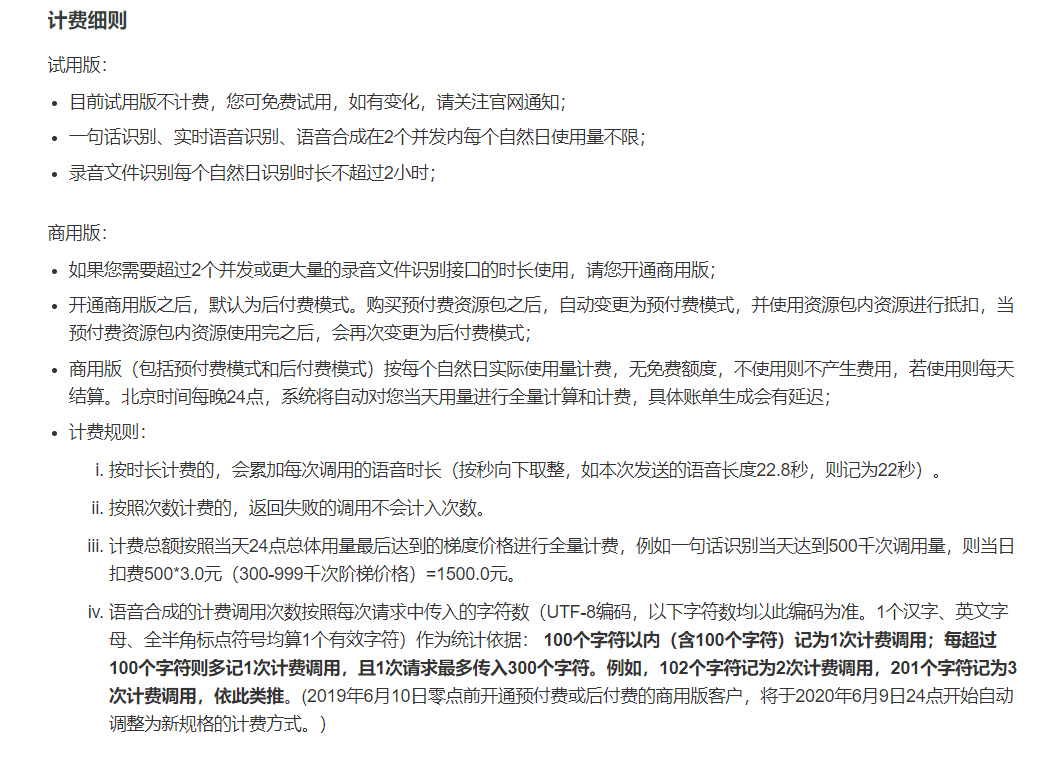 计费细则
试用版：
• 目前试用版不计费，您可免费试用，如有变化，请关注官网通知；
• 一句话识别、实时语音识别、语音合成在2个并发内每个自然日使用量不限；
• 录音文件识别每个自然日识别时长不超过2小时；
商用版：
• 如果您需要超过2个并发或更大量的录音文件识别接口的时长使用，请您开通商用版；
• 开通商用版之后，默认为后付费模式。购买预付费资源包之后，自动变更为预付费模式，并使用资源包内资源进行抵扣，当
预付费资源包内资源使用完之后，会再次变更为后付费模式；
• 商用版（包括预付费模式和后付费模式）按每个自然日实际使用量计费，无免费额度，不使用则不产生费用，若使用则每天
结算。北京时间每晚24点，系统将自动对您当天用量进行全量计算和计费，具体账单生成会有延迟；
• 计费规则：
i. 按时长计费的，会累加每次调用的语音时长（按秒向下取整，如本次发送的语音长度22.8秒，则记为22秒）。
ii. 按照次数计费的，返回失败的调用不会计入次数。
iii. 计费总额按照当天24点总体用量最后达到的梯度价格进行全量计费，例如一句话识别当天达到500千次调用量，则当日
扣费500*3.0元（300-999千次阶梯价格）=1500.0元。
iv. 语音合成的计费调用次数按照每次请求中传入的字符数（UTF-8编码，以下字符数均以此编码为准。1个汉字、英文字
母、全半角标点符号均算1个有效字符）作为统计依据： 100个字符以内（含100个字符）记为1次计费调用；每超过
100个字符则多记1次计费调用，且1次请求最多传入300个字符。例如，102个字符记为2次计费调用，201个字符记为3
次计费调用，依此类推。(2019年6月10日零点前开通预付费或后付费的商用版客户，将于2020年6月9日24点开始自动
调整为新规格的计费方式。）